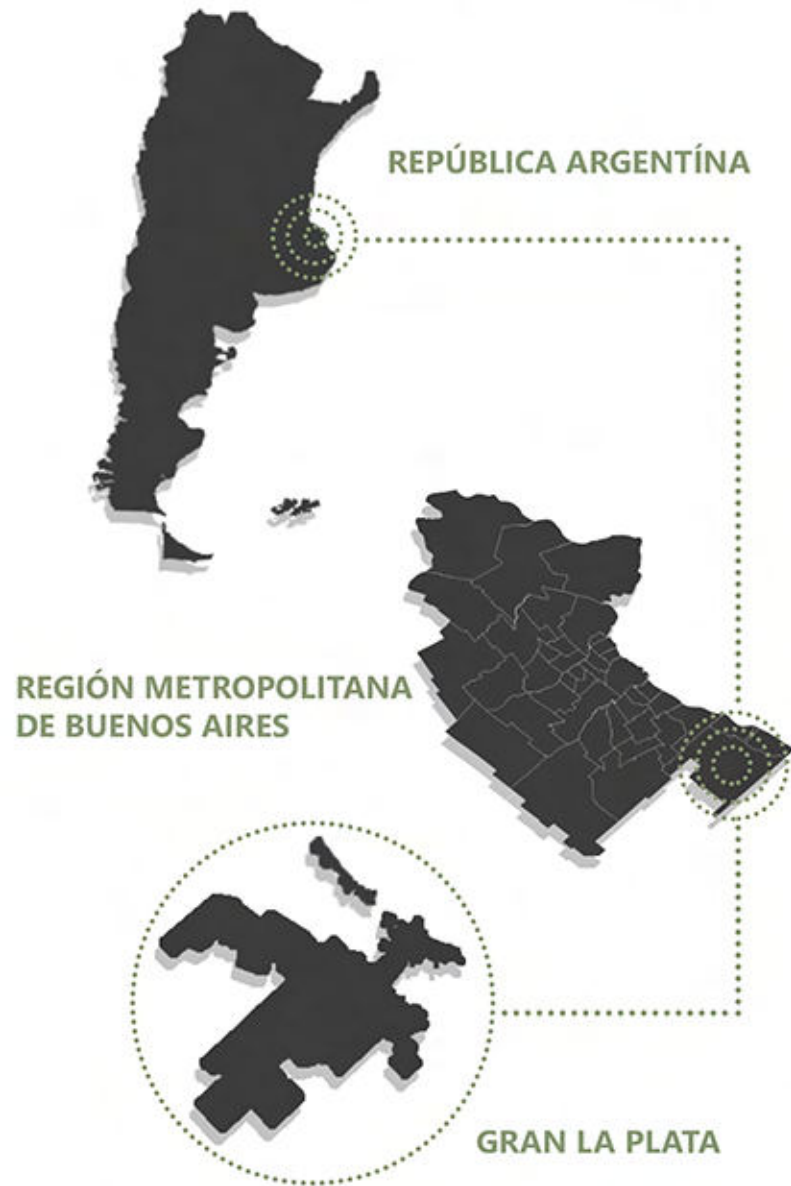 REPÚBLICA ARGENTÍNA
REGIÓN METROPOLITANA
DE BUENOS AIRES
GRAN LA PLATA